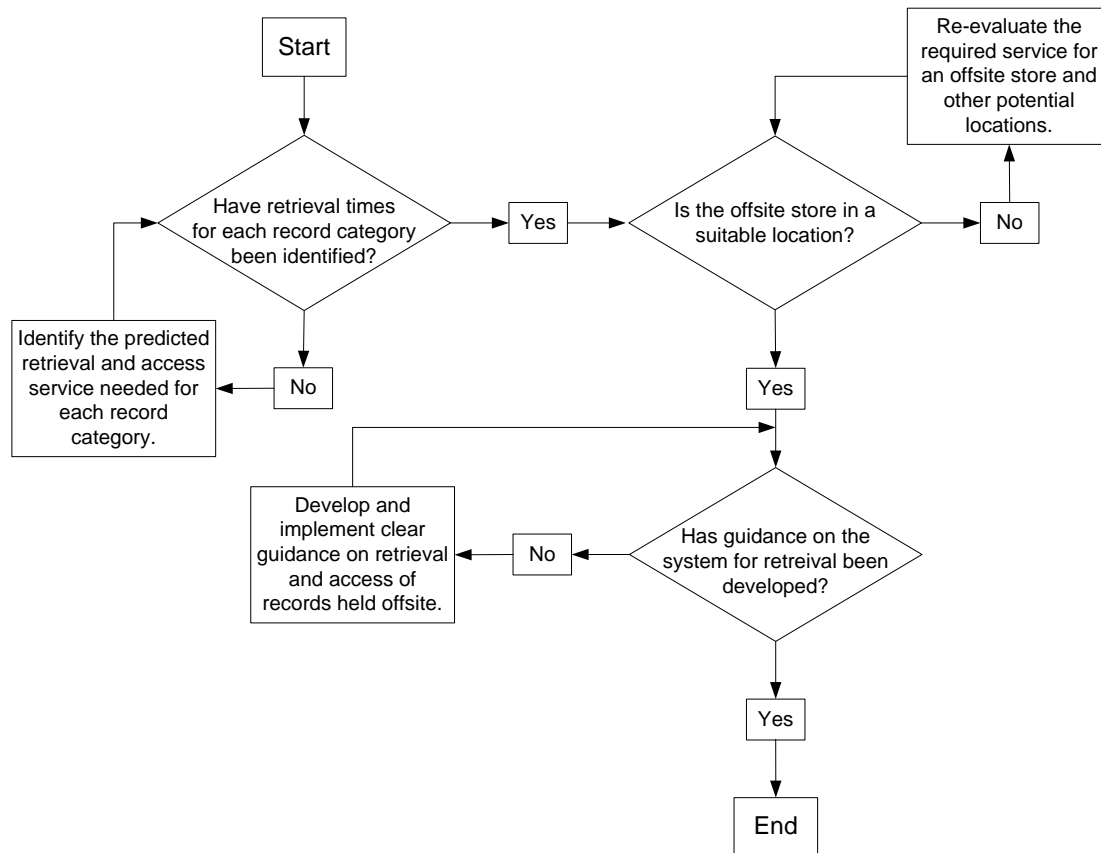 Start
Have retrieval times
for each record category
been identified?
Yes
No
Identify the predicted
retrieval and access
service needed for
each record
category.
Is the offsite store in a
suitable location?
No
Re-evaluate the
required service for
an offsite store and
other potential
locations.
Yes
Has guidance on the
system for retreival been
developed?
No
Develop and
implement clear
guidance on retrieval
and access of
records held offsite.
Yes
End